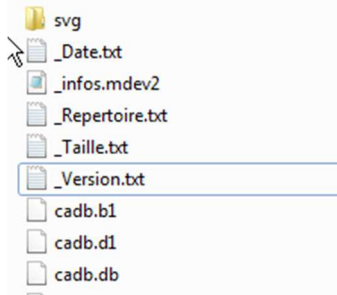 svg
_Date.txt
_infos.mdev2
_Repertoire.txt
_Taille.txt
_Version.txt
cadb.b1
cadb.d1
cadb.db